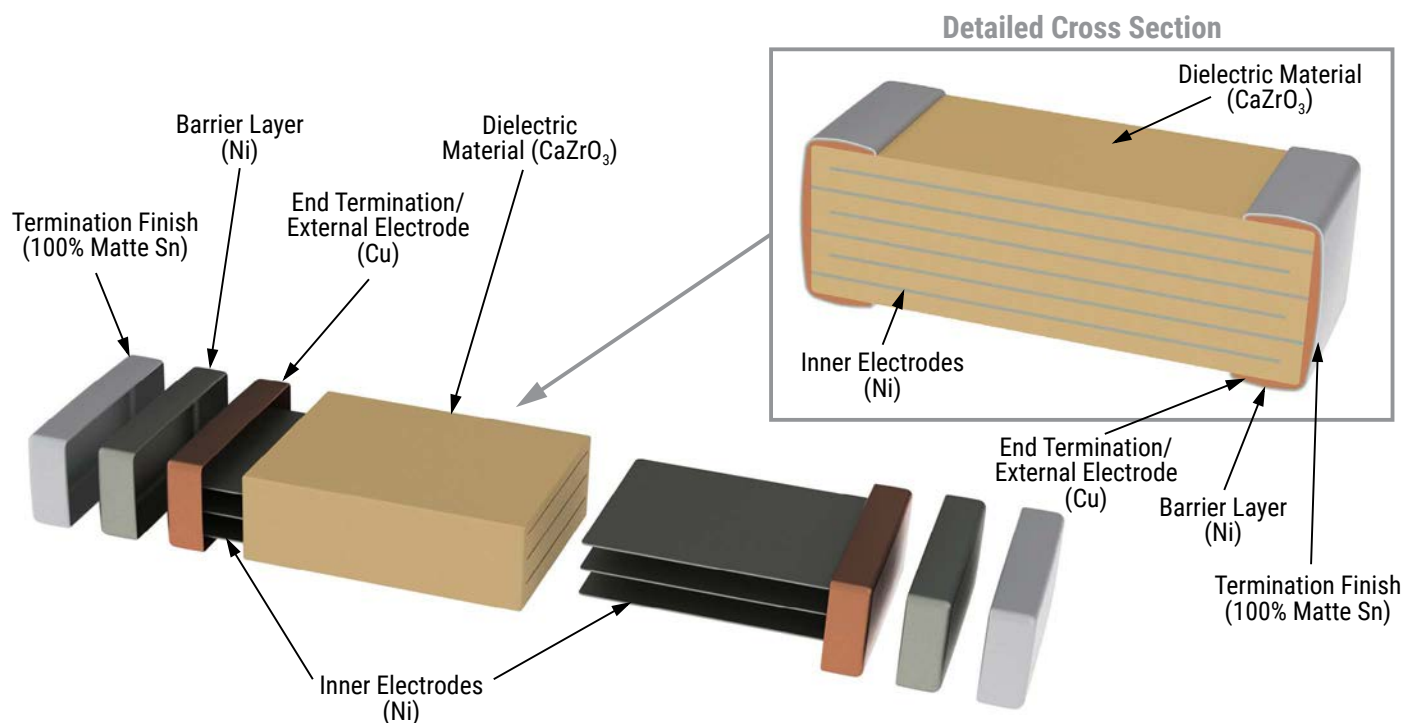 Detailed Cross Section
Dielectric Material
(CaZrO₃)
Barrier Layer
(Ni)
Dielectric
Material (CaZrO₃)
End Termination/
External Electrode
(Cu)
Termination Finish
(100% Matte Sn)
Inner Electrodes
(Ni)
End Termination/
External Electrode
(Cu)
Barrier Layer
(Ni)
Termination Finish
(100% Matte Sn)
Inner Electrodes
(Ni)